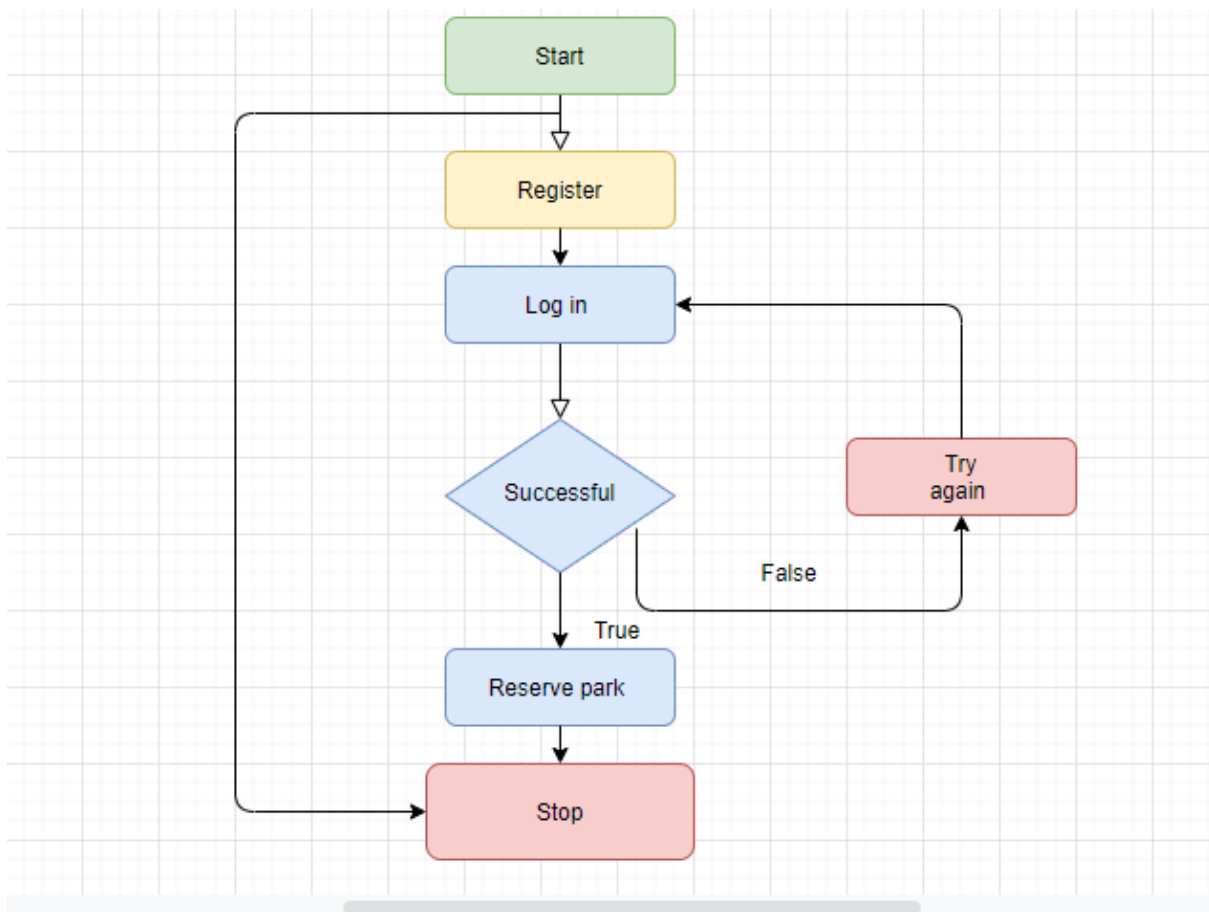 Start
Register
Log in
Successful
Try
again
False
True
Reserve park
Stop